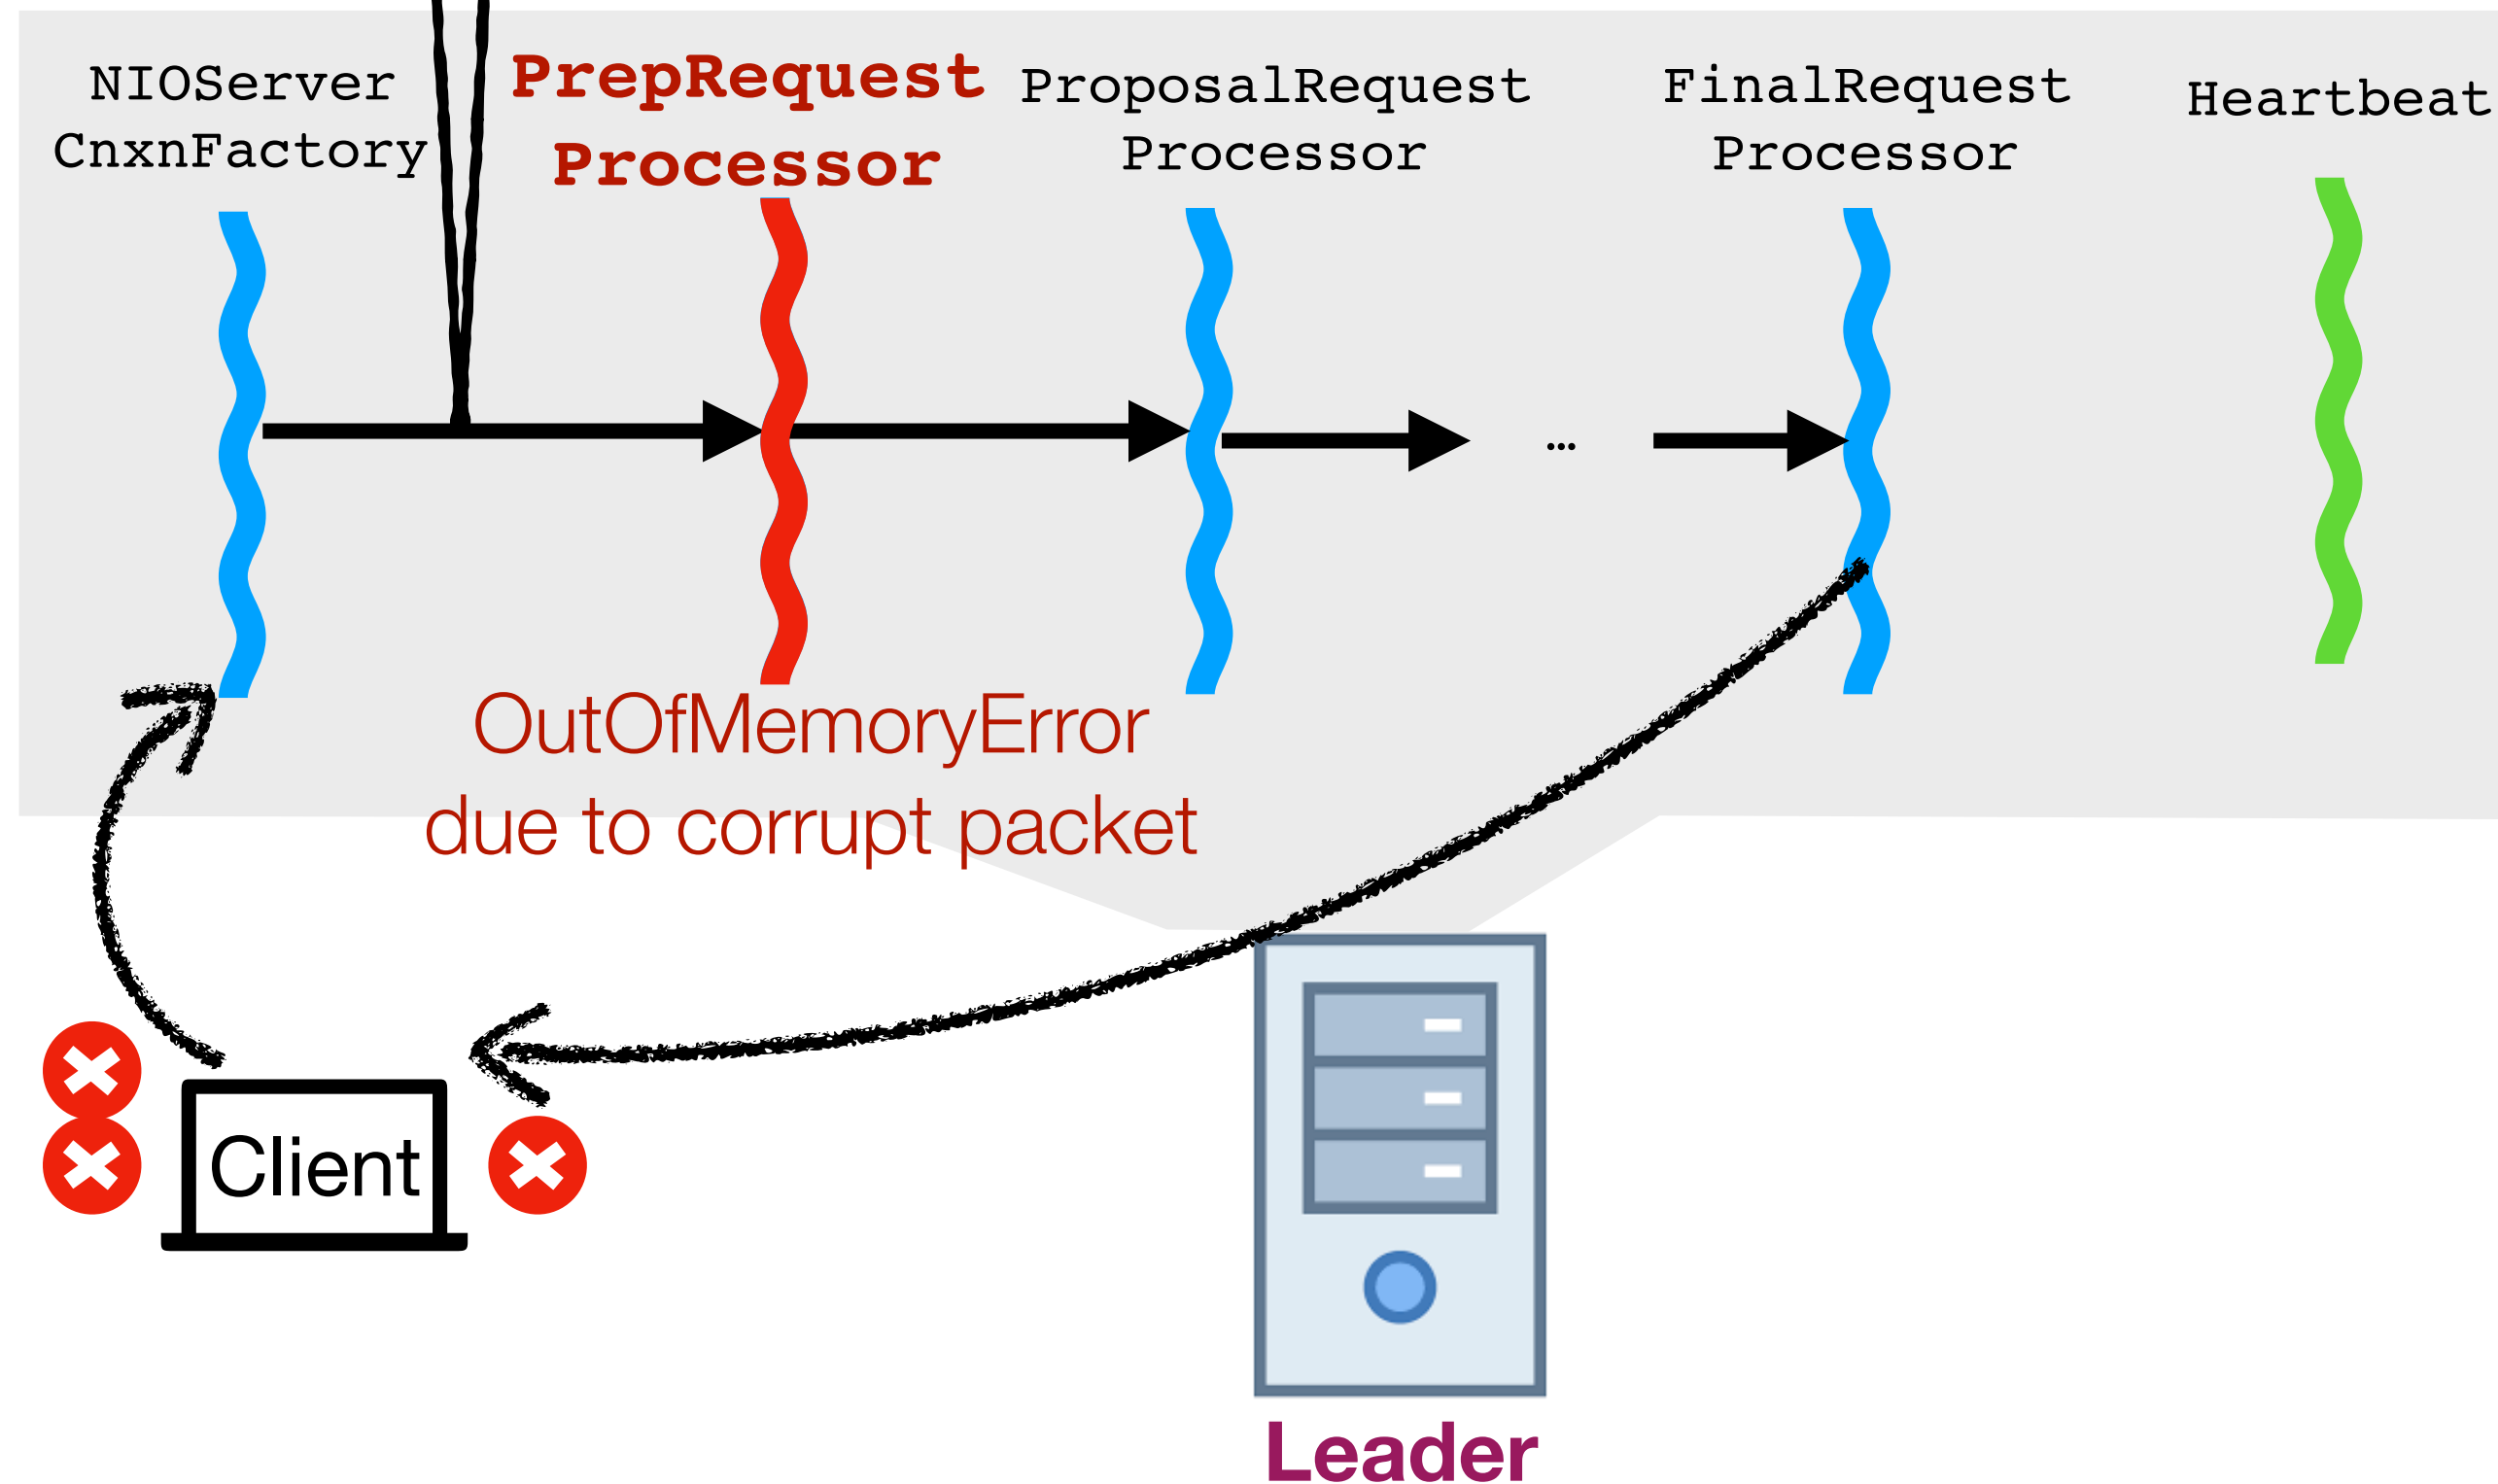 NIOServer
CnxnFactory
PrepRequest
Processor
ProposalRequest
Processor
FinalRequest
Processor
Heartbeat
...
OutOfMemoryError
due to corrupt packet
Client
Leader